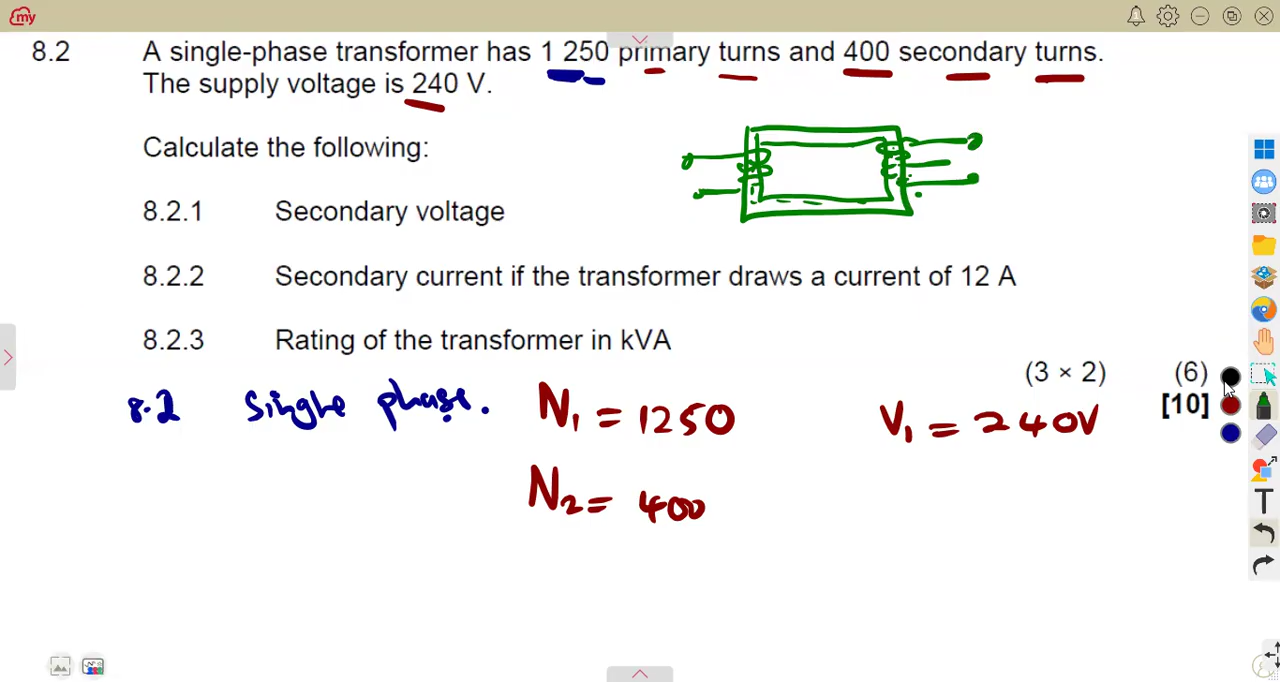 my
8.2 A single-phase transformer has 1 250 primary turns and 400 secondary turns.
The supply voltage is 240 V.
Calculate the following:
8.2.1 Secondary voltage
8.2.2 Secondary current if the transformer draws a current of 12 A
8.2.3 Rating of the transformer in kVA
(3 × 2) (6)
[10]
8.2 Single phase. N₁ = 1250 V₁ = 240V
N₂ = 400